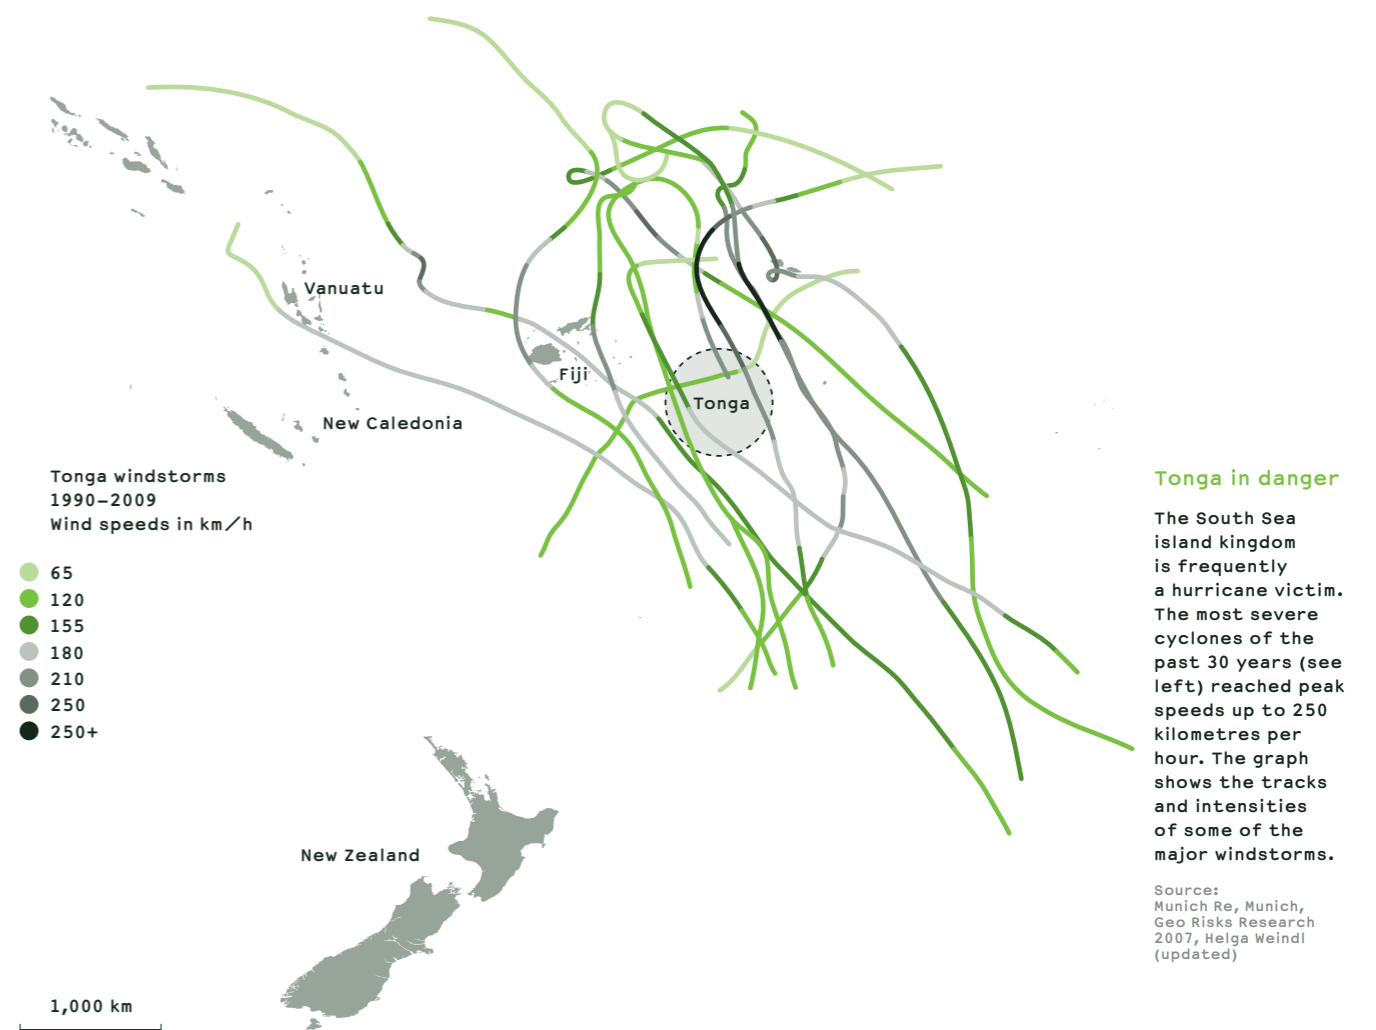 Vanuatu
Fiji
Tonga
New Caledonia
Tonga windstorms
1990–2009
Wind speeds in km/h
65
120
155
180
210
250
250+
New Zealand
1,000 km
Tonga in danger
The South Sea
island kingdom
is frequently
a hurricane victim.
The most severe
cyclones of the
past 30 years (see
left) reached peak
speeds up to 250
kilometres per
hour. The graph
shows the tracks
and intensities
of some of the
major windstorms.
Source:
Munich Re, Munich,
Geo Risks Research
2007, Helga Weindl
(updated)